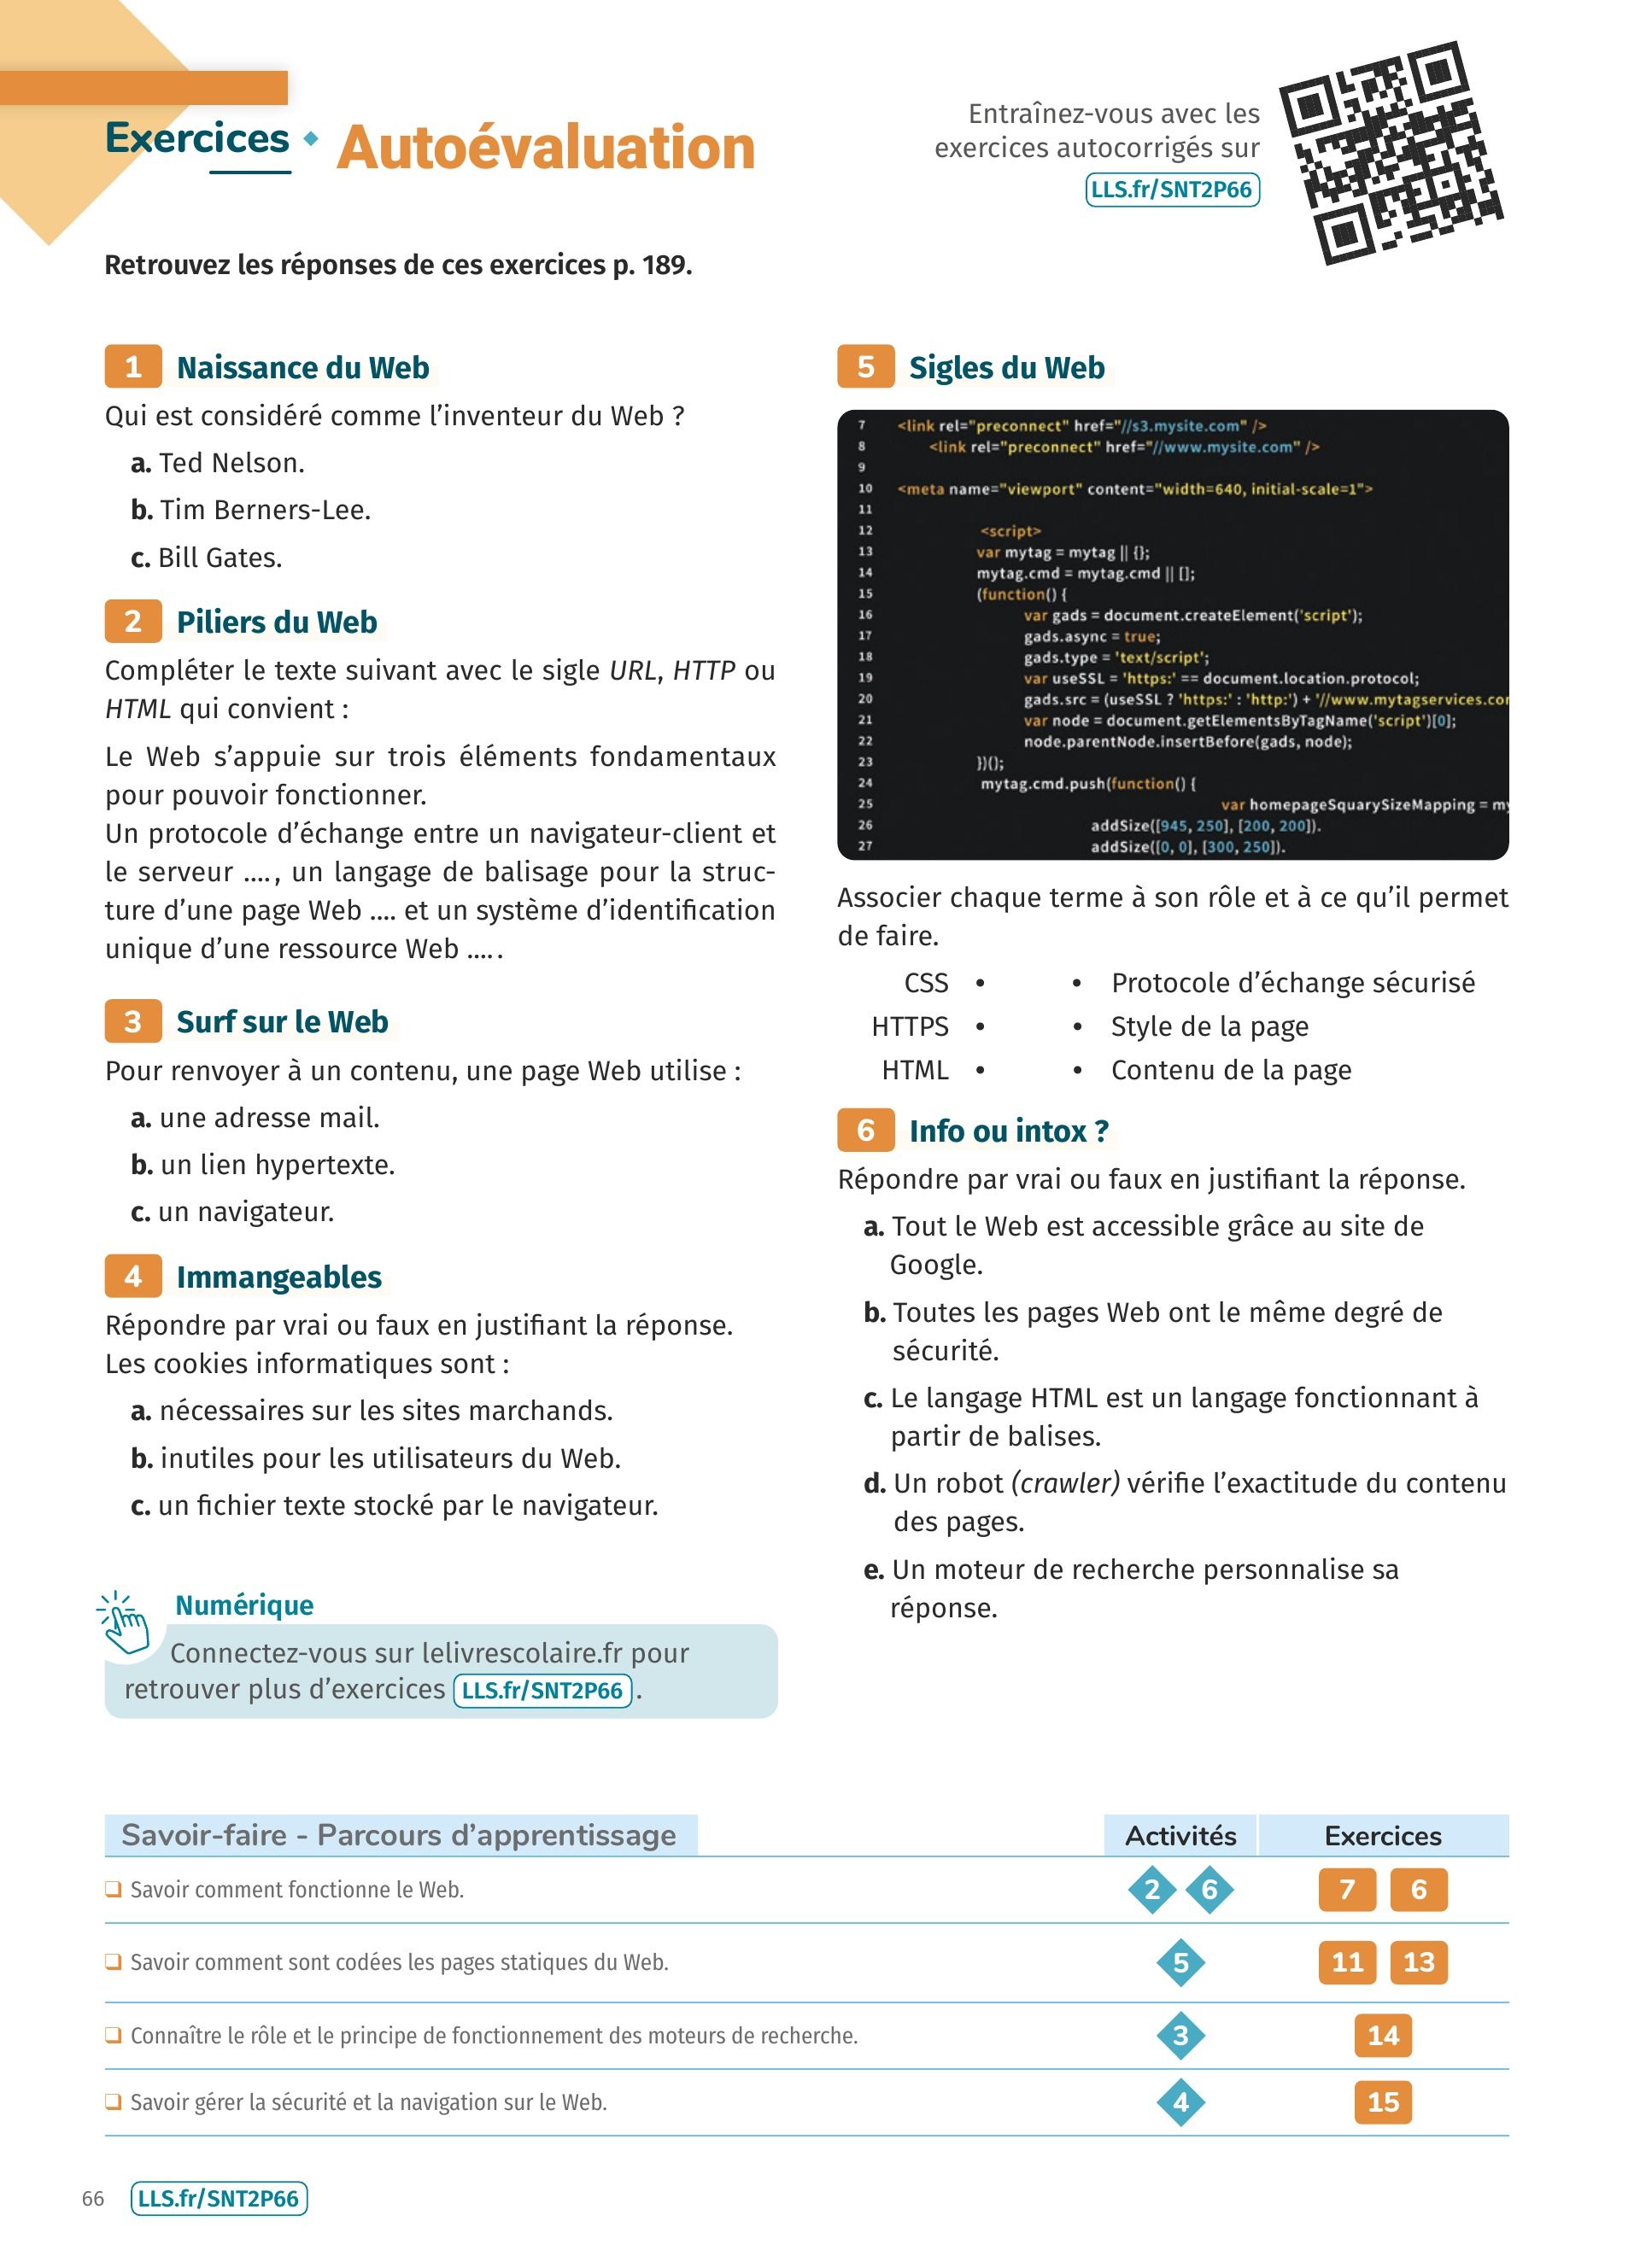 Exercices
Autoévaluation
Entraînez-vous avec les
exercices autocorrigés sur
LLS.fr/SNT2P66
Retrouvez les réponses de ces exercices p. 189.
1 Naissance du Web
Qui est considéré comme l'inventeur du Web ?
a. Ted Nelson.
b. Tim Berners-Lee.
c. Bill Gates.
2 Piliers du Web
Compléter le texte suivant avec le sigle URL, HTTP ou
HTML qui convient :
Le Web s'appuie sur trois éléments fondamentaux
pour pouvoir fonctionner.
Un protocole d'échange entre un navigateur-client et
le serveur ...., un langage de balisage pour la struc-
ture d'une page Web .... et un système d'identification
unique d'une ressource Web .... .
3 Surf sur le Web
Pour renvoyer à un contenu, une page Web utilise :
a. une adresse mail.
b. un lien hypertexte.
c. un navigateur.
4 Immangeables
Répondre par vrai ou faux en justifiant la réponse.
Les cookies informatiques sont :
a. nécessaires sur les sites marchands.
b. inutiles pour les utilisateurs du Web.
c. un fichier texte stocké par le navigateur.
Numérique
Connectez-vous sur lelivrescolaire.fr pour
retrouver plus d'exercices LLS.fr/SNT2P66 .
5 Sigles du Web
7 <link rel="preconnect" href="//s3.mysite.com" />
8 <link rel="preconnect" href="//www.mysite.com" />
9
10 <meta name="viewport" content="width=640, initial-scale=1">
11
12 <script>
13 var mytag = mytag || {};
14 mytag.cmd = mytag.cmd || [];
15 (function() {
16 var gads = document.createElement('script');
17 gads.async = true;
18 gads.type = 'text/script';
19 var useSSL = 'https:' == document.location.protocol;
20 gads.src = (useSSL ? 'https:' : 'http:') + '//www.mytagservices.com
21 var node = document.getElementsByTagName('script')[0];
22 node.parentNode.insertBefore(gads, node);
23 })();
24 mytag.cmd.push(function() {
25 var homepageSquarySizeMapping = my
26 addSize([945, 250], [200, 200]).
27 addSize([0, 0], [300, 250]).
Associer chaque terme à son rôle et à ce qu'il permet
de faire.
CSS • • Protocole d'échange sécurisé
HTTPS • • Style de la page
HTML • • Contenu de la page
6 Info ou intox ?
Répondre par vrai ou faux en justifiant la réponse.
a. Tout le Web est accessible grâce au site de
Google.
b. Toutes les pages Web ont le même degré de
sécurité.
c. Le langage HTML est un langage fonctionnant à
partir de balises.
d. Un robot (crawler) vérifie l'exactitude du contenu
des pages.
e. Un moteur de recherche personnalise sa
réponse.
Savoir-faire - Parcours d'apprentissage Activités Exercices
Savoir comment fonctionne le Web. 2 6 7 6
Savoir comment sont codées les pages statiques du Web. 5 11 13
Connaître le rôle et le principe de fonctionnement des moteurs de recherche. 3 14
Savoir gérer la sécurité et la navigation sur le Web. 4 15
66 LLS.fr/SNT2P66